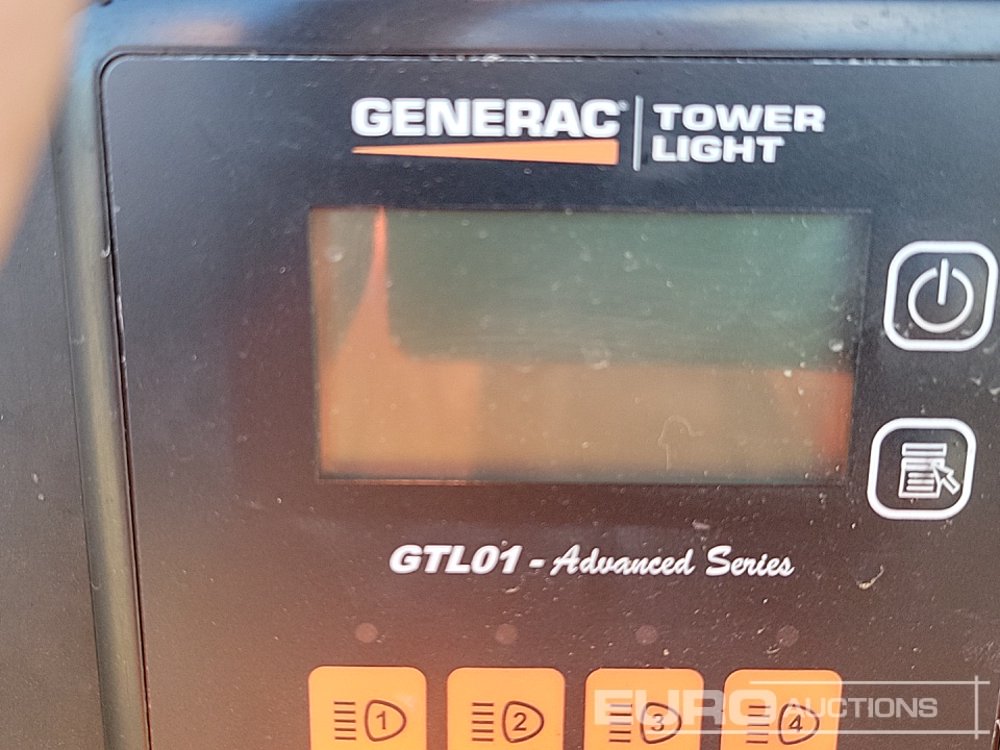 GENERAC® TOWER
LIGHT
GTL01 - Advanced Series
1 2 3 4
EURO AUCTIONS